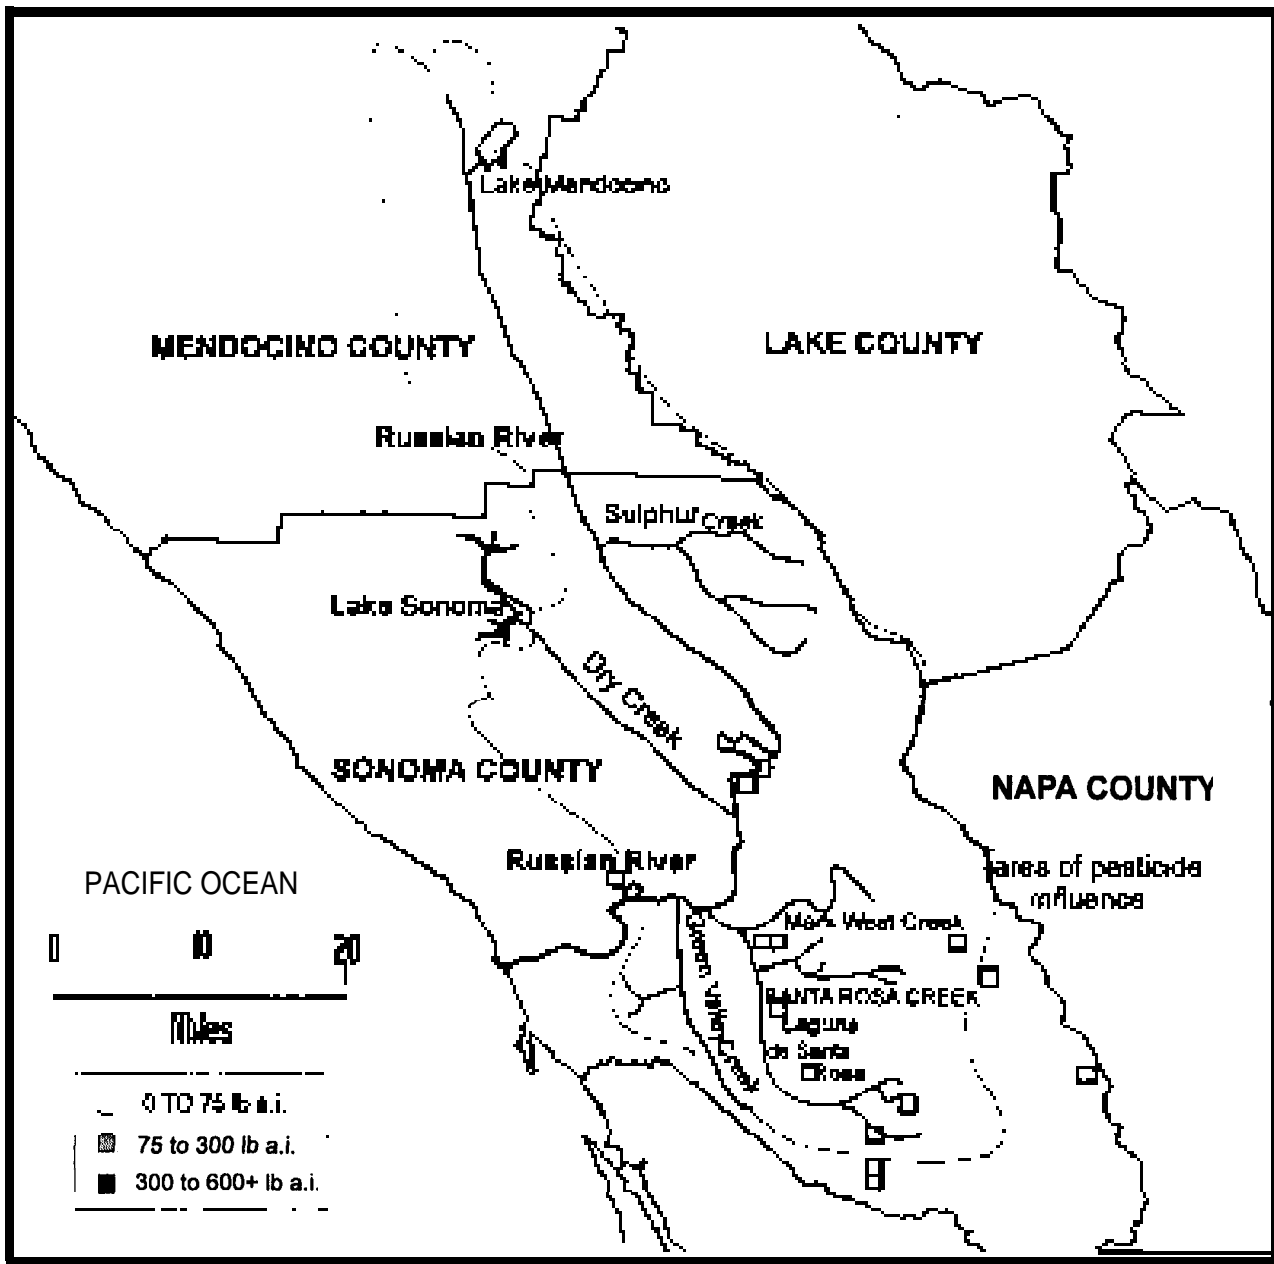 Lake Mendocino
MENDOCINO COUNTY
LAKE COUNTY
Russian River
Sulphur Creek
Lake Sonoma
Dry Creek
SONOMA COUNTY
NAPA COUNTY
Russian River
area of pesticide
influence
PACIFIC OCEAN
Mark West Creek
0 10 20
Green Valley Creek
SANTA ROSA CREEK
Laguna
de Santa
Rosa
Miles
0 TO 75 lb a.i.
75 to 300 lb a.i.
300 to 600+ lb a.i.